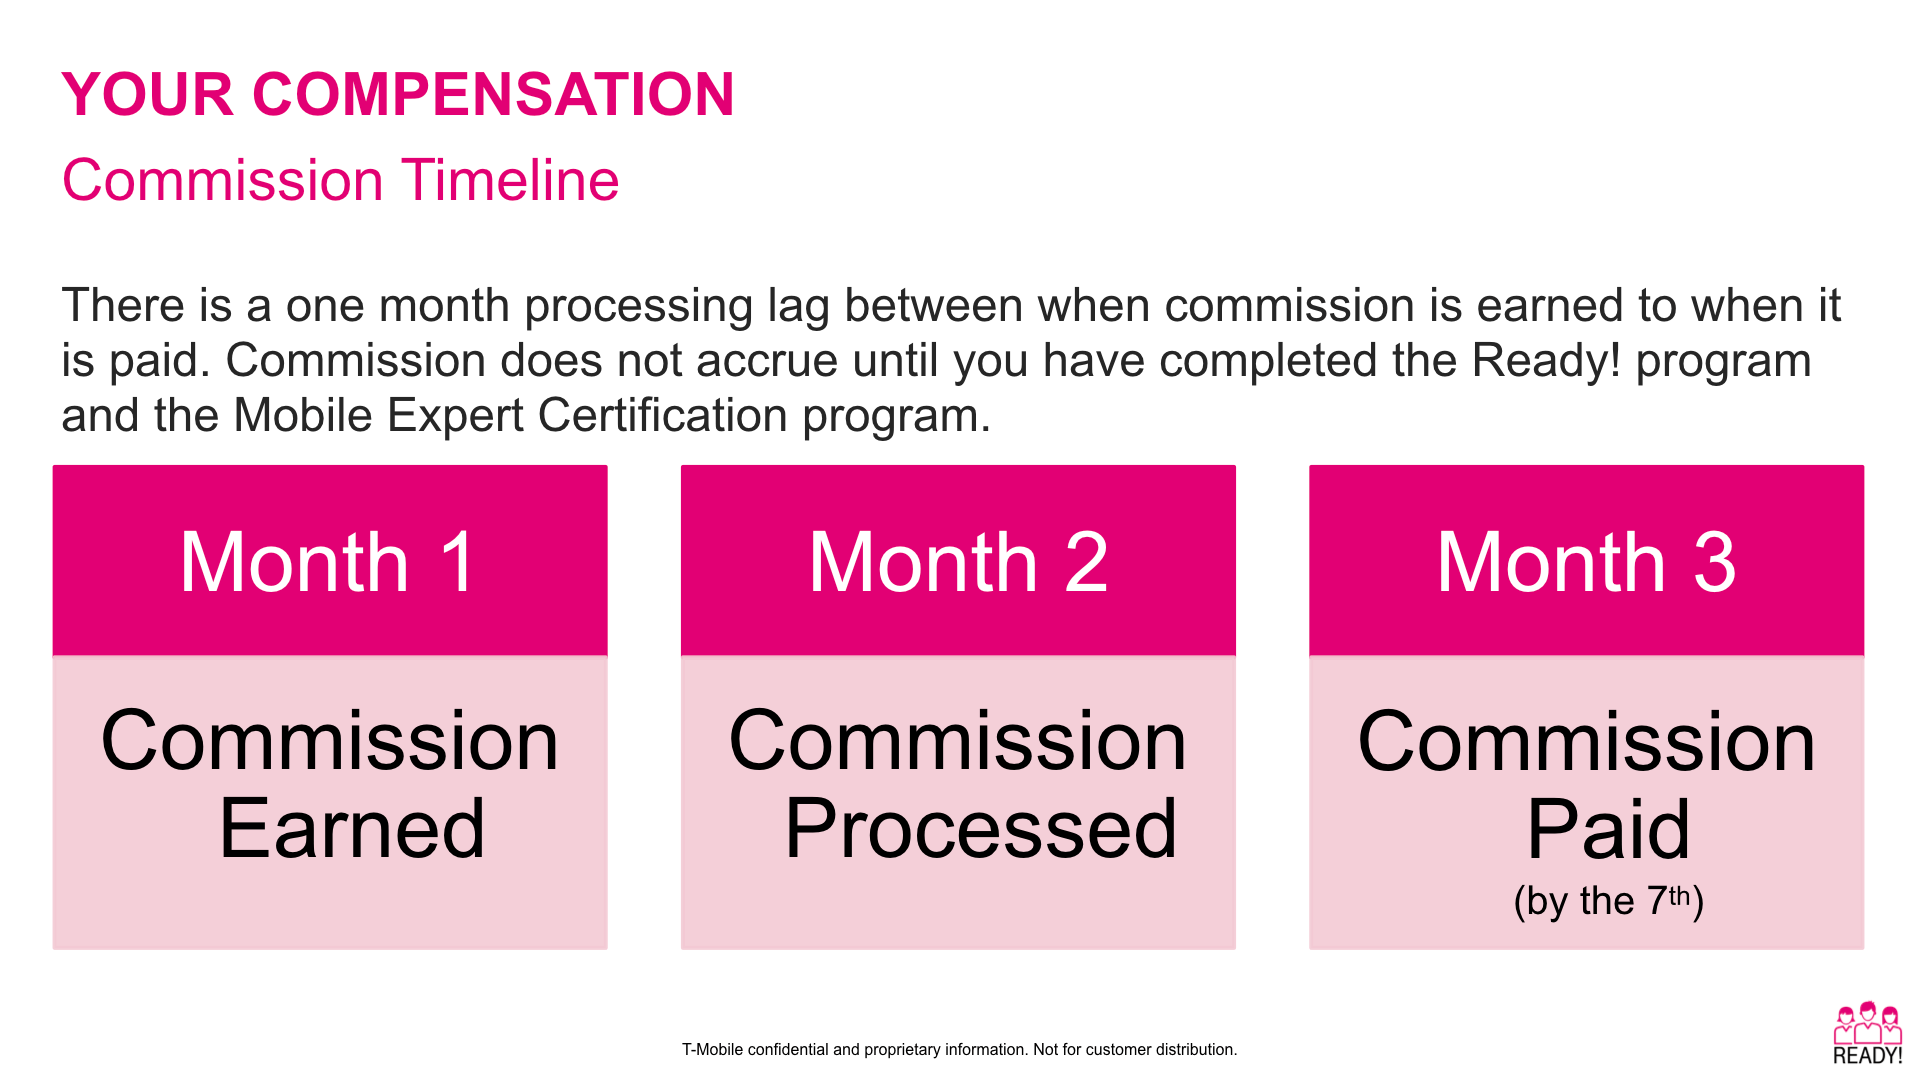 YOUR COMPENSATION
Commission Timeline
There is a one month processing lag between when commission is earned to when it
is paid. Commission does not accrue until you have completed the Ready! program
and the Mobile Expert Certification program.
Month 1
Commission
Earned
Month 2
Commission
Processed
Month 3
Commission
Paid
(by the 7th)
T-Mobile confidential and proprietary information. Not for customer distribution.
READY!